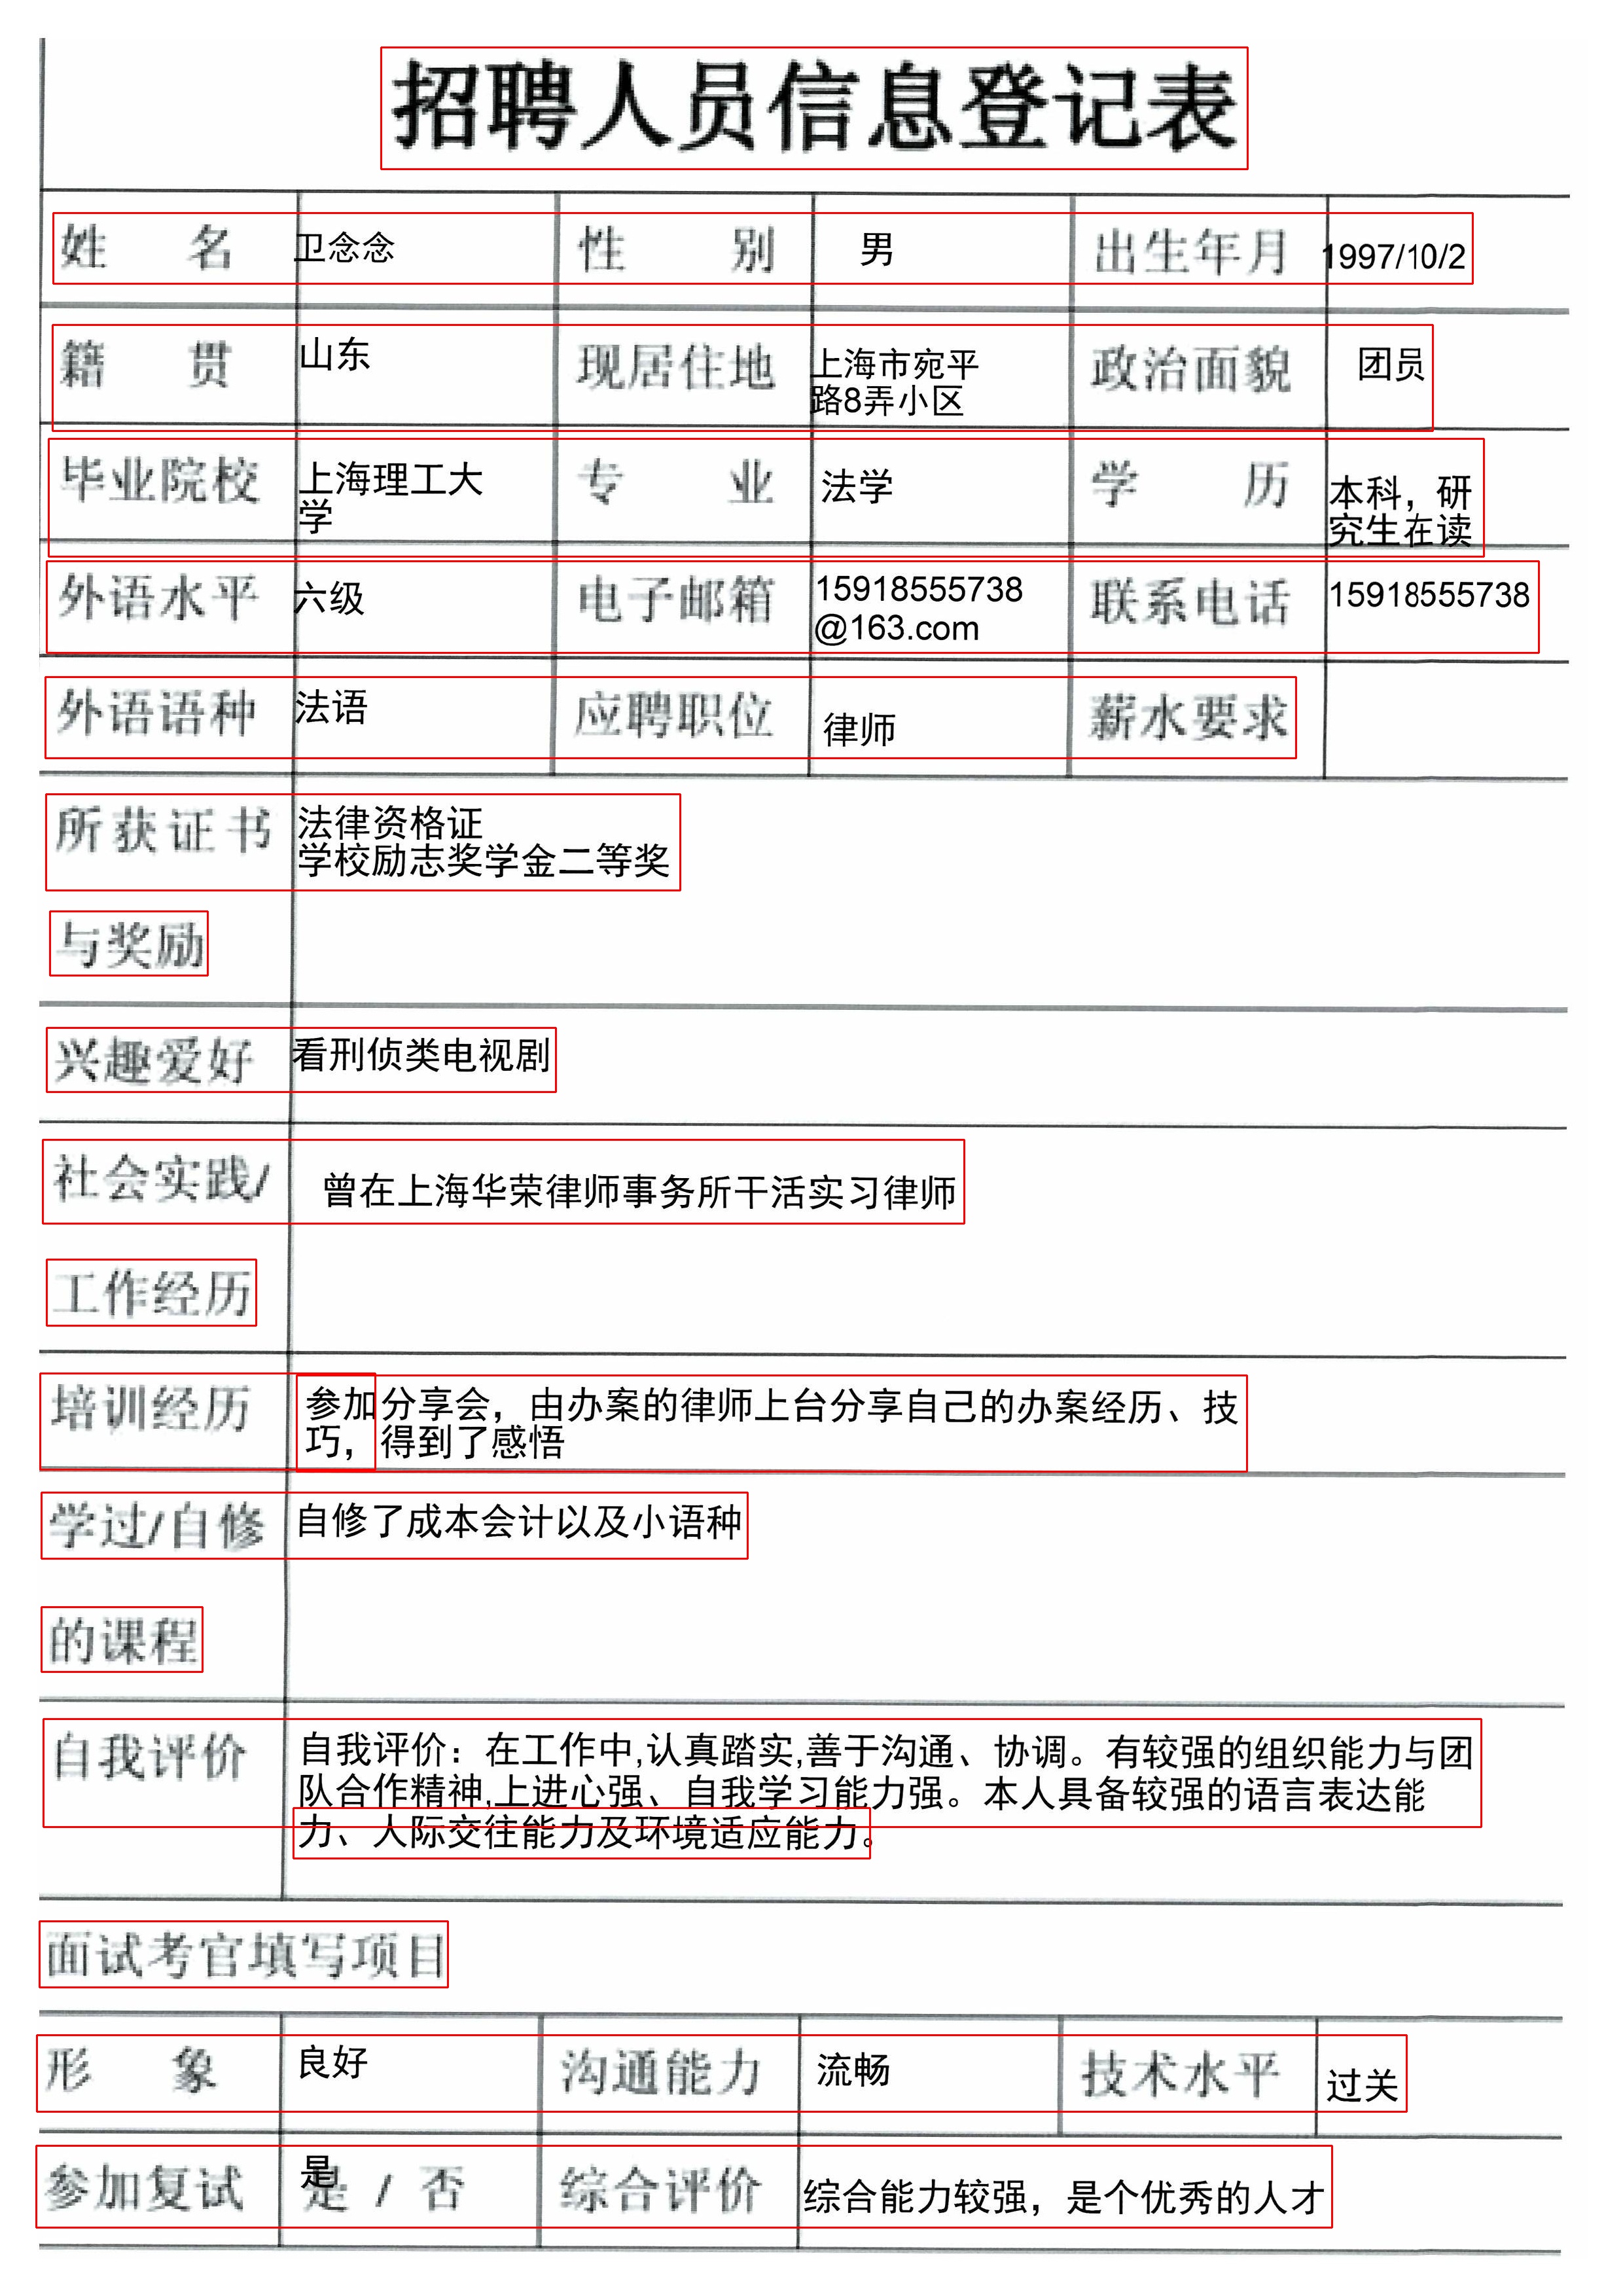 招聘人员信息登记表
姓 名 卫念念 性 别 男 出生年月 1997/10/2
籍 贯 山东 现居住地 上海市宛平 政治面貌 团员
路8弄小区
毕业院校 上海理工大 专 业 法学 学 历 本科，研
学 究生在读
外语水平 六级 电子邮箱 15918555738 联系电话 15918555738
@163.com
外语语种 法语 应聘职位 律师 薪水要求
所获证书 法律资格证
学校励志奖学金二等奖
与奖励
兴趣爱好 看刑侦类电视剧
社会实践/ 曾在上海华荣律师事务所干活实习律师
工作经历
培训经历 参加分享会，由办案的律师上台分享自己的办案经历、技
巧，得到了感悟
学过/自修 自修了成本会计以及小语种
的课程
自我评价 自我评价：在工作中,认真踏实,善于沟通、协调。有较强的组织能力与团
队合作精神,上进心强、自我学习能力强。本人具备较强的语言表达能
力、人际交往能力及环境适应能力。
面试考官填写项目
形 象 良好 沟通能力 流畅 技术水平 过关
参加复试 是 是 / 否 综合评价 综合能力较强，是个优秀的人才